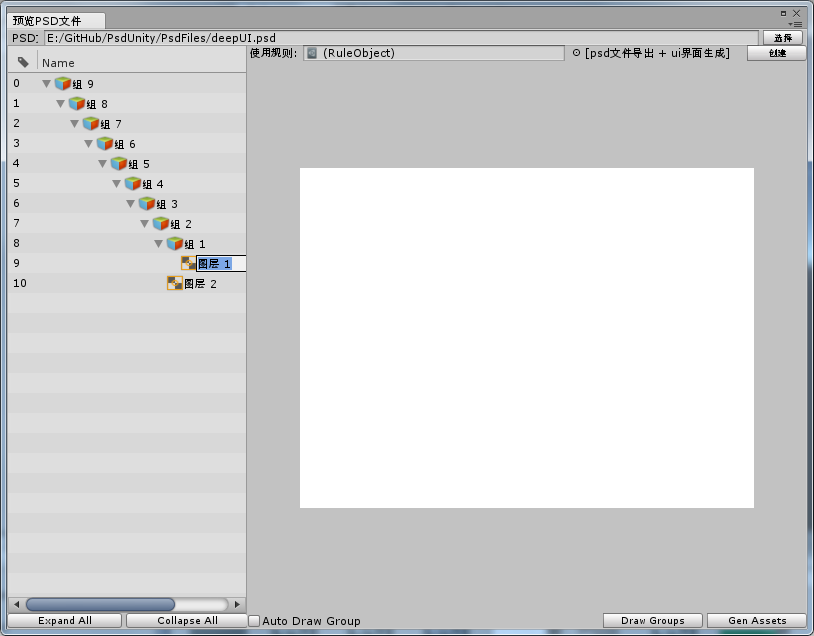 预览PSD文件
PSD: E:/GitHub/PsdUnity/PsdFiles/deepUI.psd 选择
Name 使用规则: (RuleObject) [psd文件导出 + ui界面生成] 创建
0 组 9
1 组 8
2 组 7
3 组 6
4 组 5
5 组 4
6 组 3
7 组 2
8 组 1
9 图层 1
10 图层 2
Expand All Collapse All Auto Draw Group Draw Groups Gen Assets